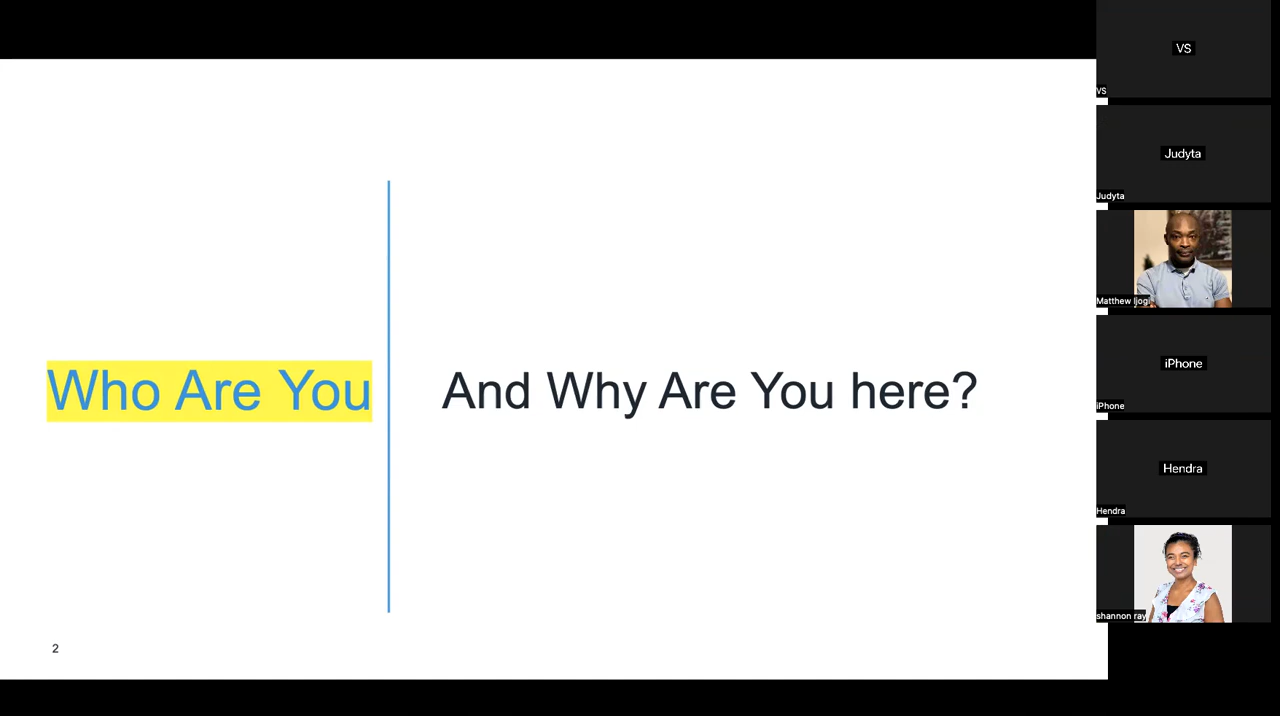 Who Are You
And Why Are You here?
2
VS
VS
Judyta
Judyta
Matthew Ijogi
iPhone
iPhone
Hendra
Hendra
shannon ray